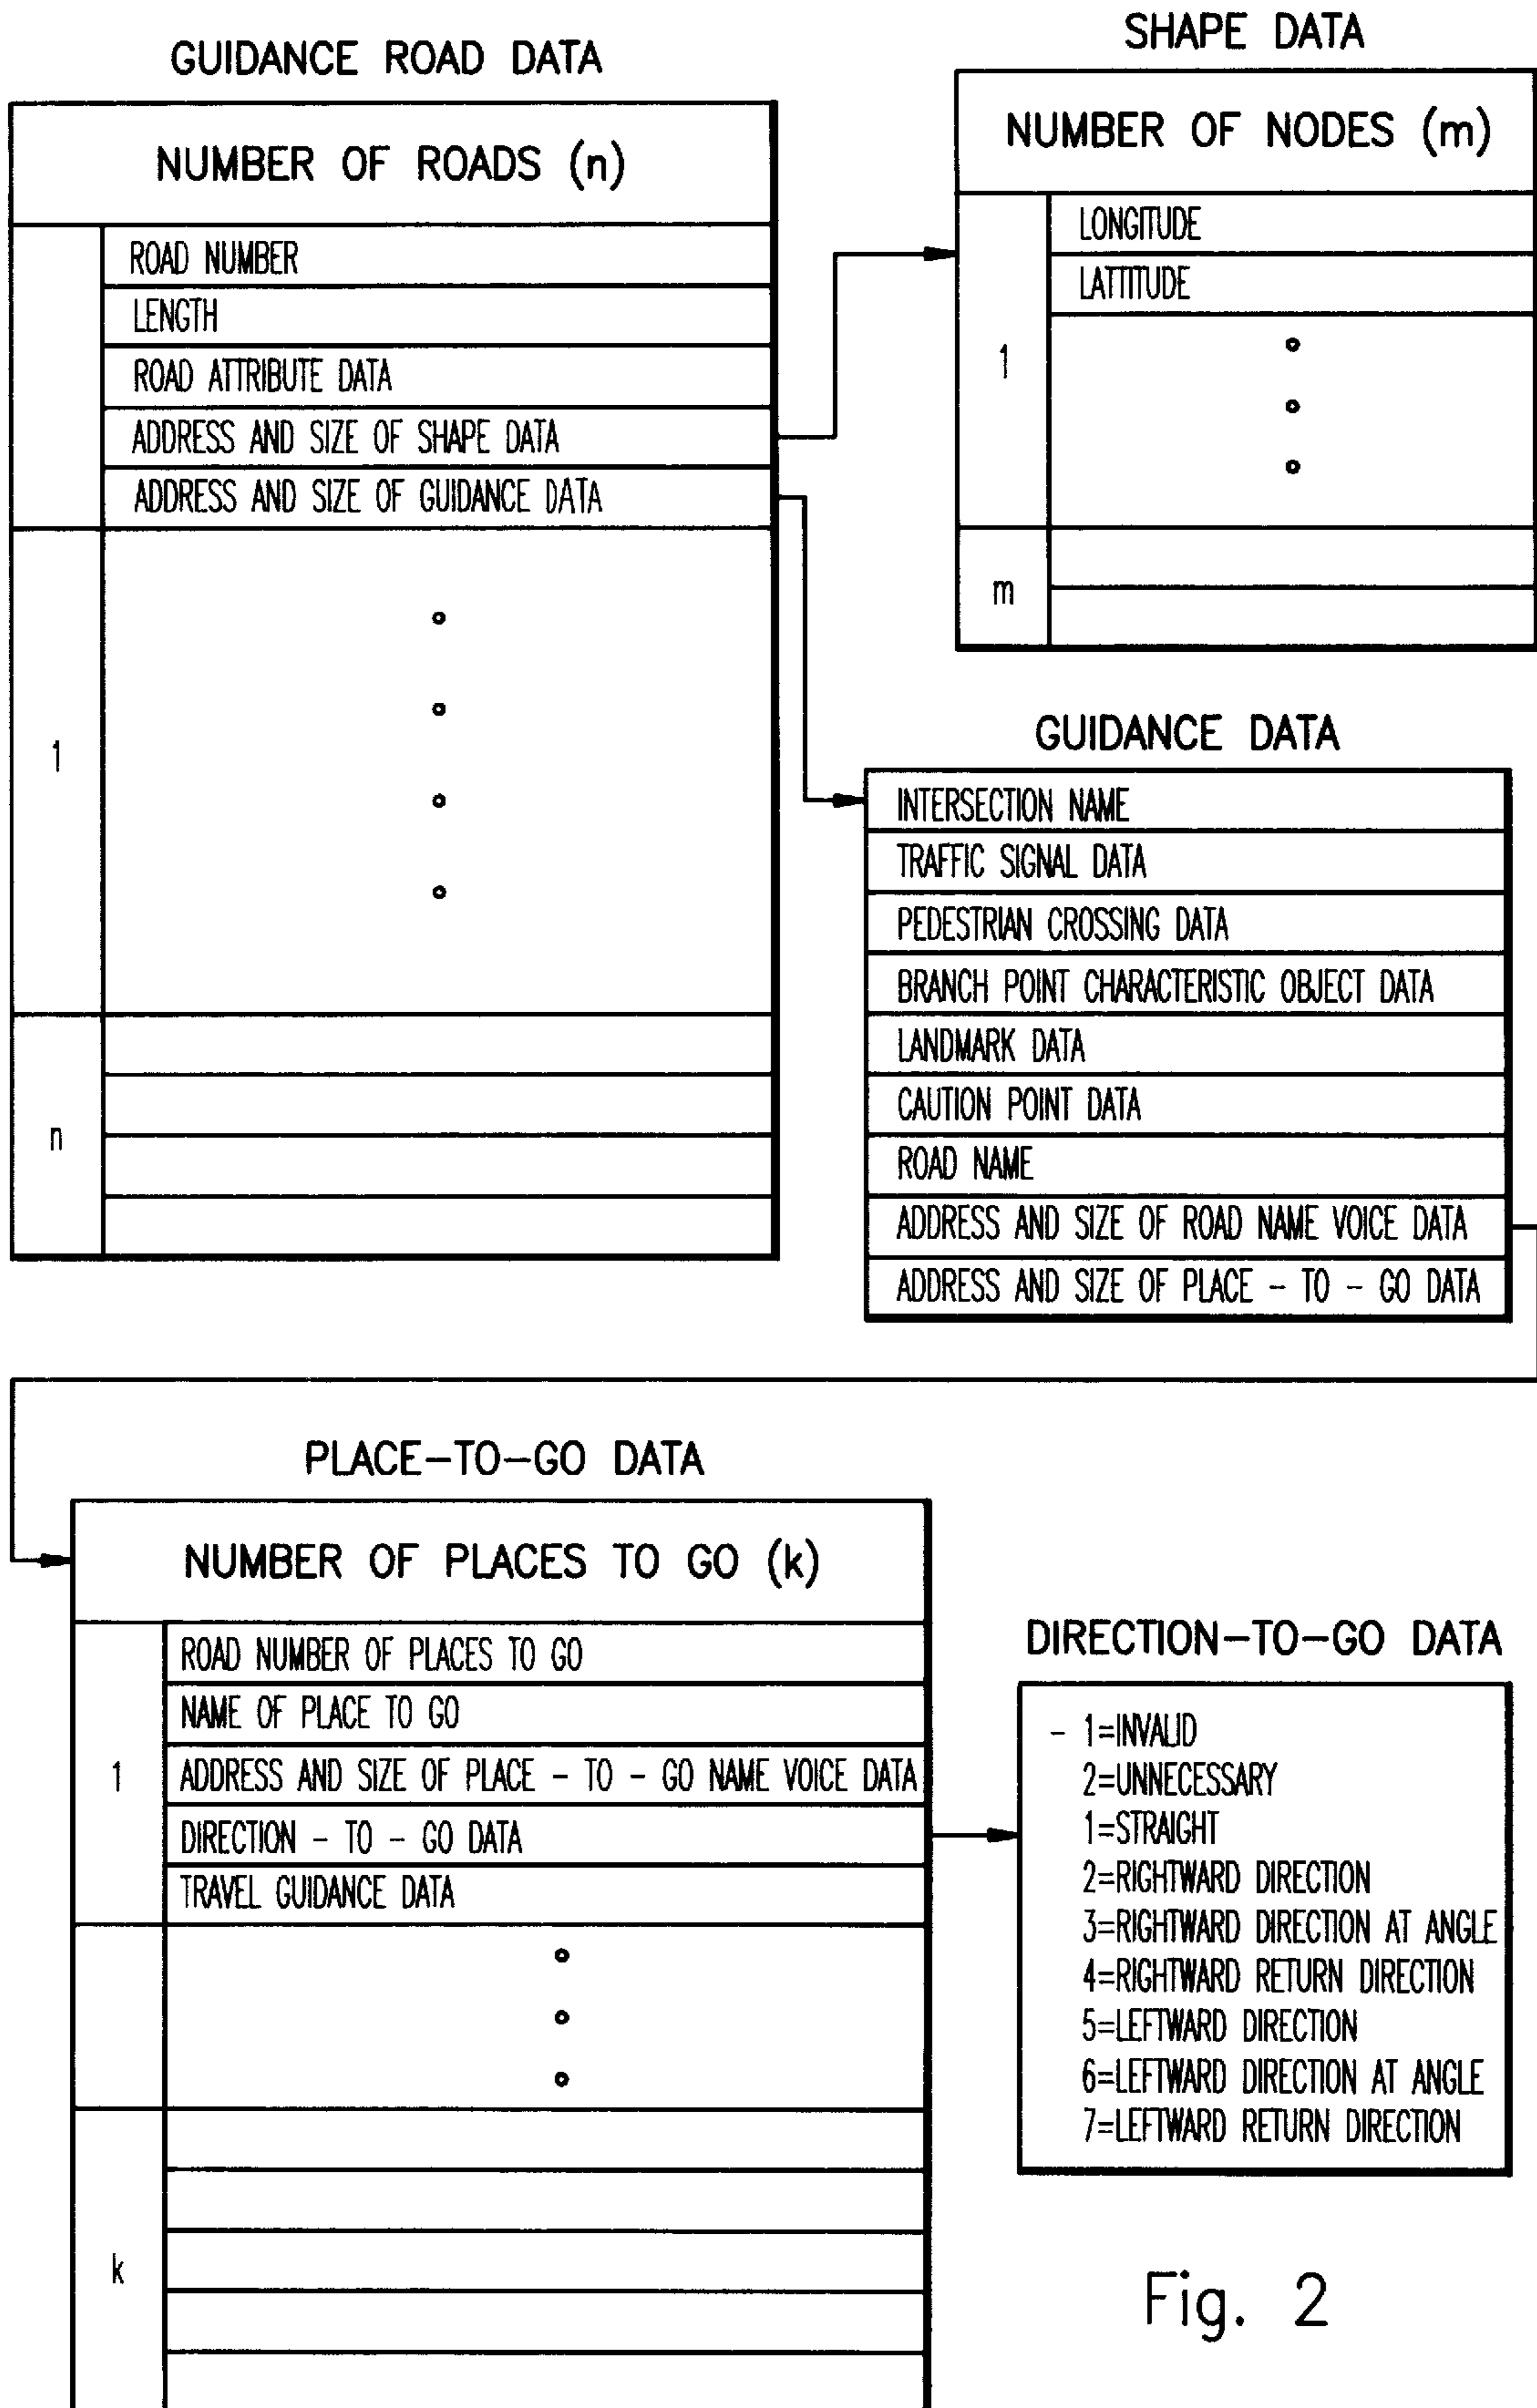 GUIDANCE ROAD DATA
NUMBER OF ROADS (n)
ROAD NUMBER
LENGTH
ROAD ATTRIBUTE DATA
ADDRESS AND SIZE OF SHAPE DATA
ADDRESS AND SIZE OF GUIDANCE DATA
1
n
SHAPE DATA
NUMBER OF NODES (m)
LONGITUDE
LATTITUDE
1
m
GUIDANCE DATA
INTERSECTION NAME
TRAFFIC SIGNAL DATA
PEDESTRIAN CROSSING DATA
BRANCH POINT CHARACTERISTIC OBJECT DATA
LANDMARK DATA
CAUTION POINT DATA
ROAD NAME
ADDRESS AND SIZE OF ROAD NAME VOICE DATA
ADDRESS AND SIZE OF PLACE - TO - GO DATA
PLACE-TO-GO DATA
NUMBER OF PLACES TO GO (k)
ROAD NUMBER OF PLACES TO GO
NAME OF PLACE TO GO
1
ADDRESS AND SIZE OF PLACE - TO - GO NAME VOICE DATA
DIRECTION - TO - GO DATA
TRAVEL GUIDANCE DATA
k
DIRECTION-TO-GO DATA
- 1=INVALID
2=UNNECESSARY
1=STRAIGHT
2=RIGHTWARD DIRECTION
3=RIGHTWARD DIRECTION AT ANGLE
4=RIGHTWARD RETURN DIRECTION
5=LEFTWARD DIRECTION
6=LEFTWARD DIRECTION AT ANGLE
7=LEFTWARD RETURN DIRECTION
Fig. 2